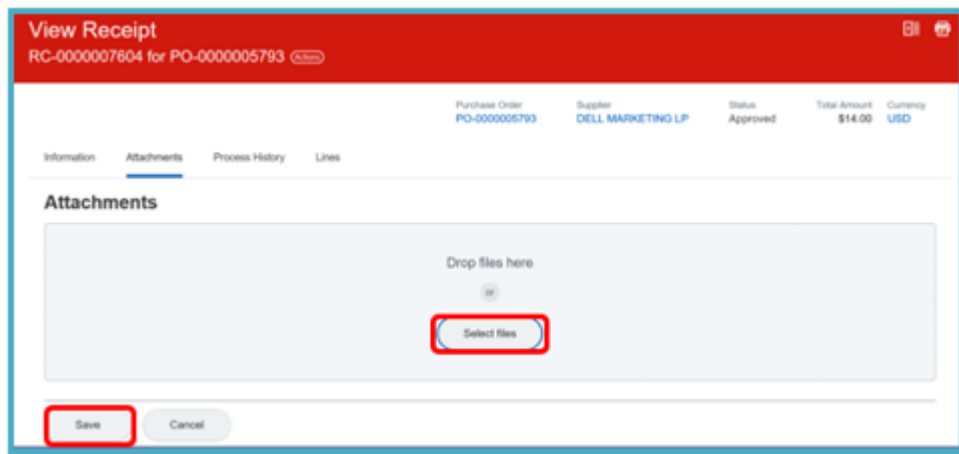 View Receipt
RC-0000007604 for PO-0000005793 Actions
Purchase Order Supplier Status Total Amount Currency
PO-0000005793 DELL MARKETING LP Approved $14.00 USD
Information Attachments Process History Lines
Attachments
Drop files here
or
Select files
Save Cancel